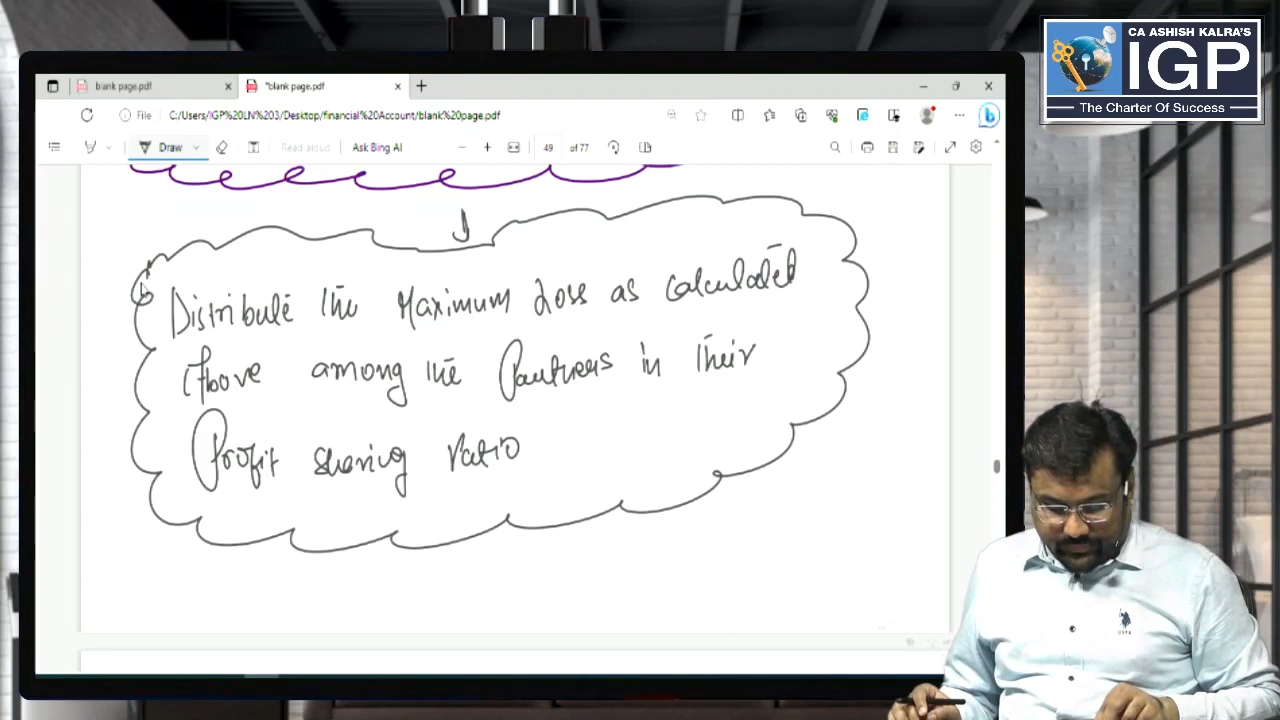 CA ASHISH KALRA'S
IGP
The Charter Of Success
blank page.pdf
*blank page.pdf
File
C:/Users/IGP%20LN%203/Desktop/financial%20Account/blank%20page.pdf
Draw
Read aloud
Ask Bing AI
49 of 77
Distribute the Maximum Loss as calculated
Above among the Partners in their
Profit sharing ratio
USPA